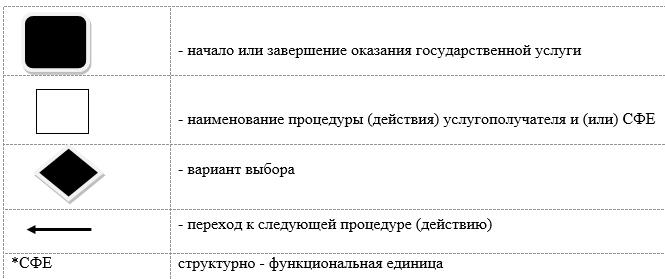 - начало или завершение оказания государственной услуги
- наименование процедуры (действия) услугополучателя и (или) СФЕ
- вариант выбора
- переход к следующей процедуре (действию)
*СФЕ структурно - функциональная единица